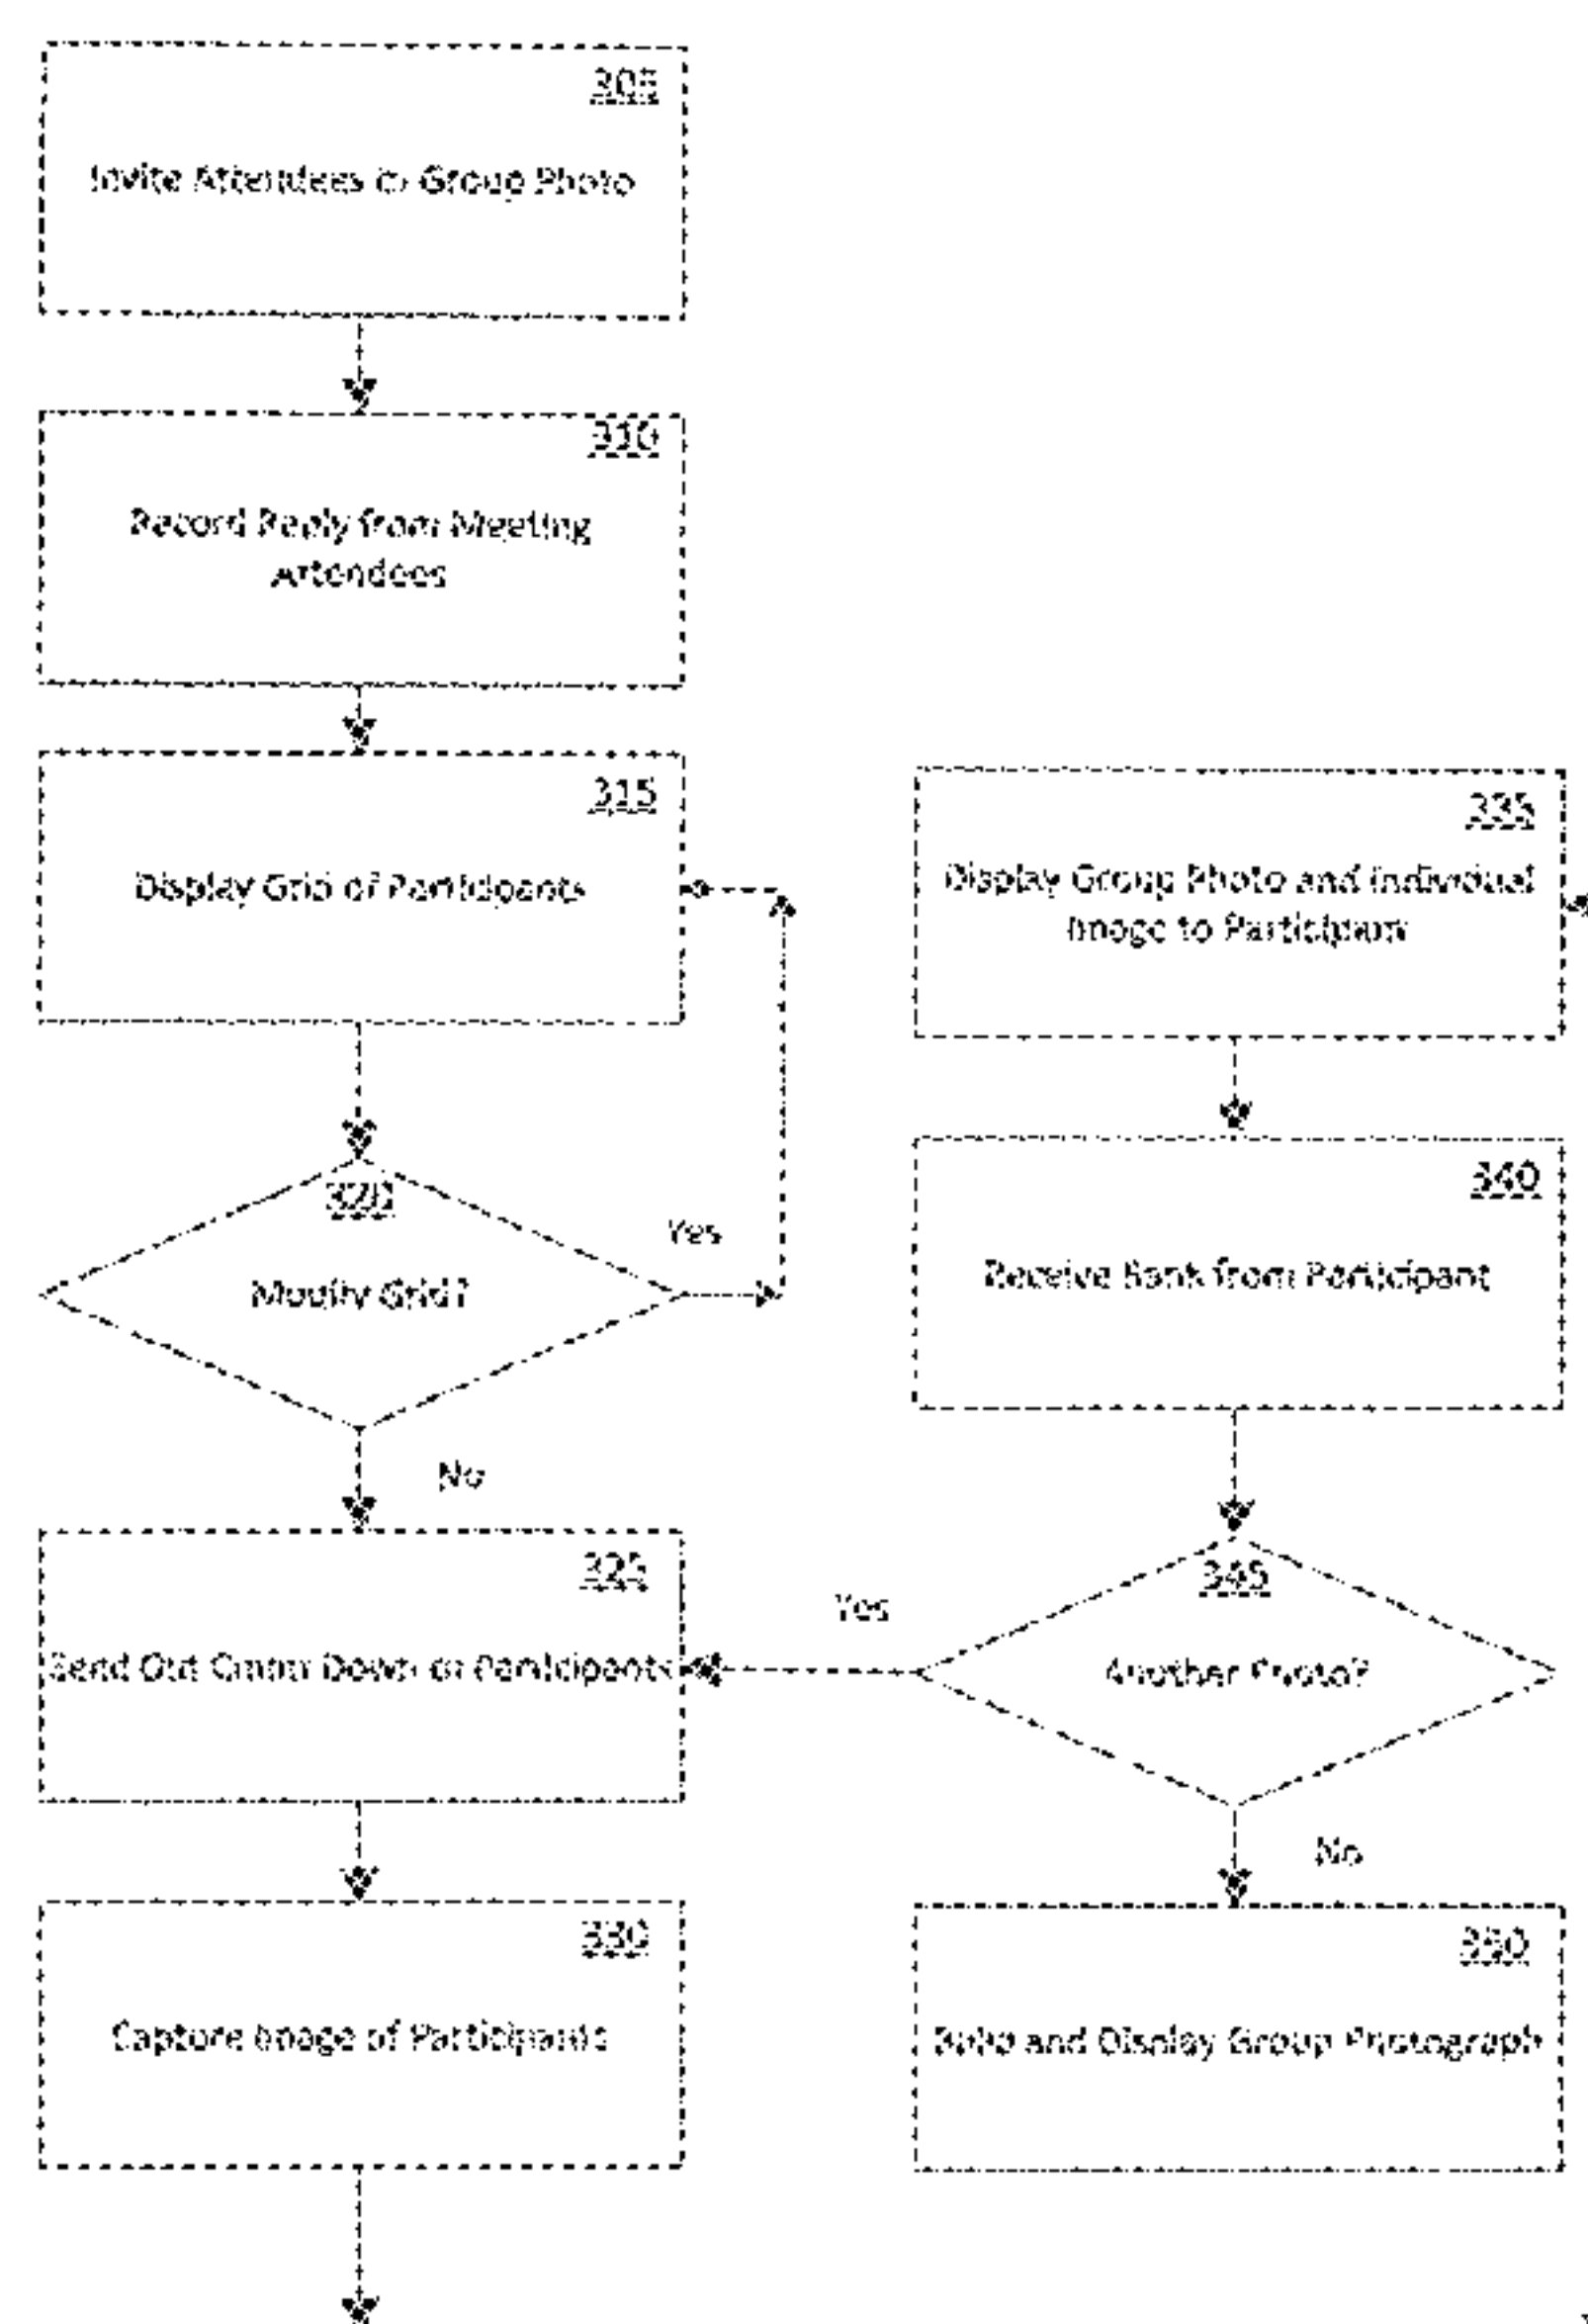 305
Invite Attendees to Group Photo
310
Record Reply from Meeting
Attendees
315
Display Grid of Participants
320
Modify Grid?
Yes
No
325
Send Out Count Down to Participants
330
Capture Image of Participants
335
Display Group Photo and Individual
Image to Participant
340
Receive Rank from Participant
345
Another Photo?
Yes
No
350
and Display Group Photograph